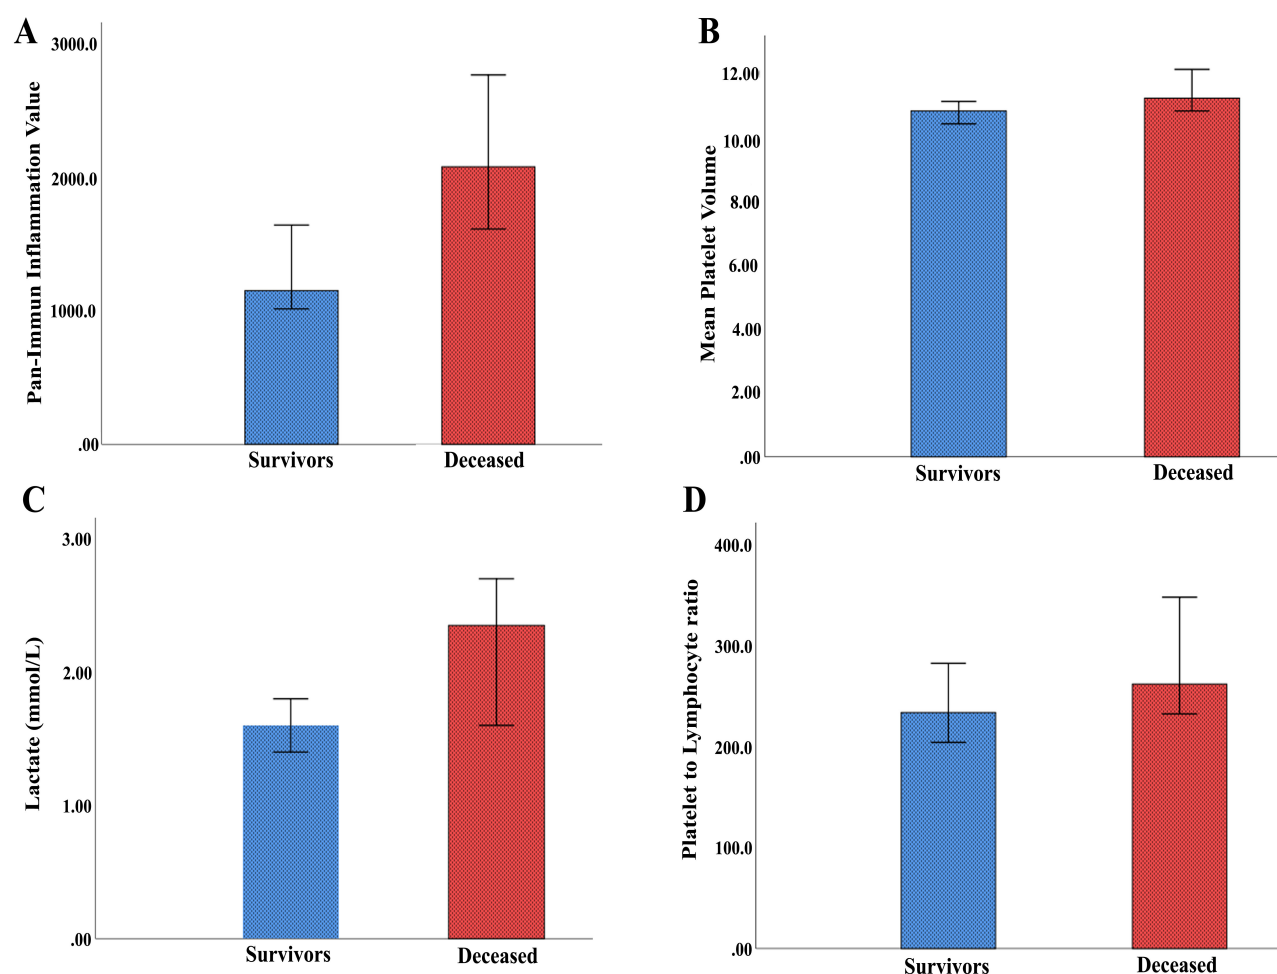 A
Pan-Immun Inflammation Value
3000.0
2000.0
1000.0
.00
Survivors
Deceased
B
Mean Platelet Volume
12.00
10.00
8.00
6.00
4.00
2.00
.00
Survivors
Deceased
C
Lactate (mmol/L)
3.00
2.00
1.00
.00
Survivors
Deceased
D
Platelet to Lymphocyte ratio
400.0
300.0
200.0
100.0
.00
Survivors
Deceased